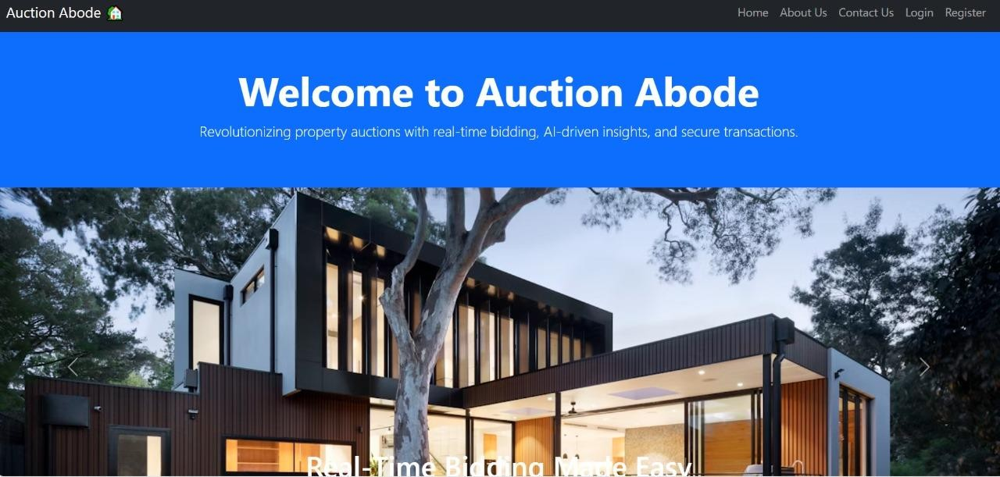 Auction Abode
Home About Us Contact Us Login Register
Welcome to Auction Abode
Revolutionizing property auctions with real-time bidding, AI-driven insights, and secure transactions.
Real-Time Bidding Made Easy